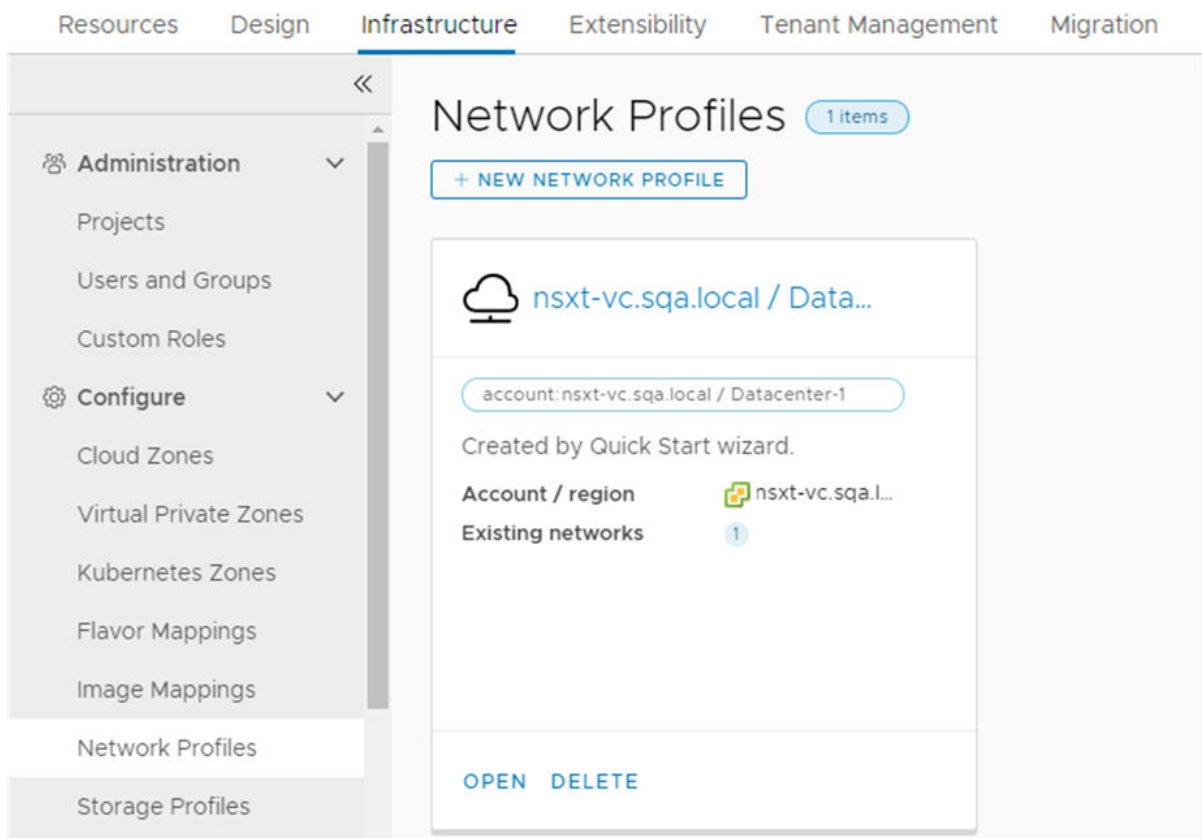 Resources Design Infrastructure Extensibility Tenant Management Migration
Network Profiles 1 items
+ NEW NETWORK PROFILE
Administration
Projects
Users and Groups
Custom Roles
Configure
Cloud Zones
Virtual Private Zones
Kubernetes Zones
Flavor Mappings
Image Mappings
Network Profiles
Storage Profiles
nsxt-vc.sqa.local / Data...
account:nsxt-vc.sqa.local / Datacenter-1
Created by Quick Start wizard.
Account / region nsxt-vc.sqa.l...
Existing networks 1
OPEN DELETE